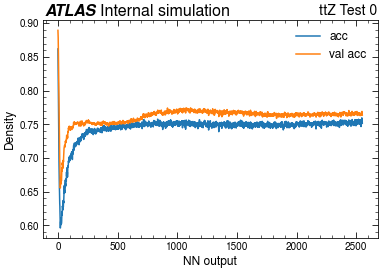 ATLAS Internal simulation ttZ Test 0
acc
val acc
0.90
0.85
0.80
0.75
0.70
0.65
0.60
Density
0 500 1000 1500 2000 2500
NN output